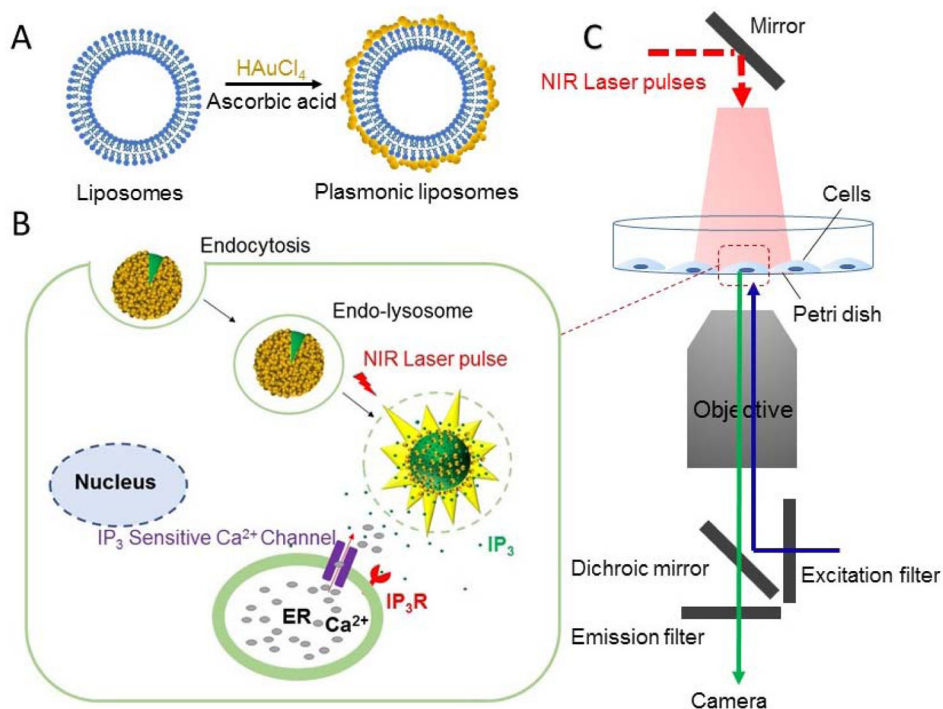 A
HAuCl₄
Ascorbic acid
Liposomes
Plasmonic liposomes
B
Endocytosis
Endo-lysosome
NIR Laser pulse
Nucleus
IP₃ Sensitive Ca²⁺ Channel
IP₃
IP₃R
ER
Ca²⁺
C
Mirror
NIR Laser pulses
Cells
Petri dish
Objective
Dichroic mirror
Excitation filter
Emission filter
Camera